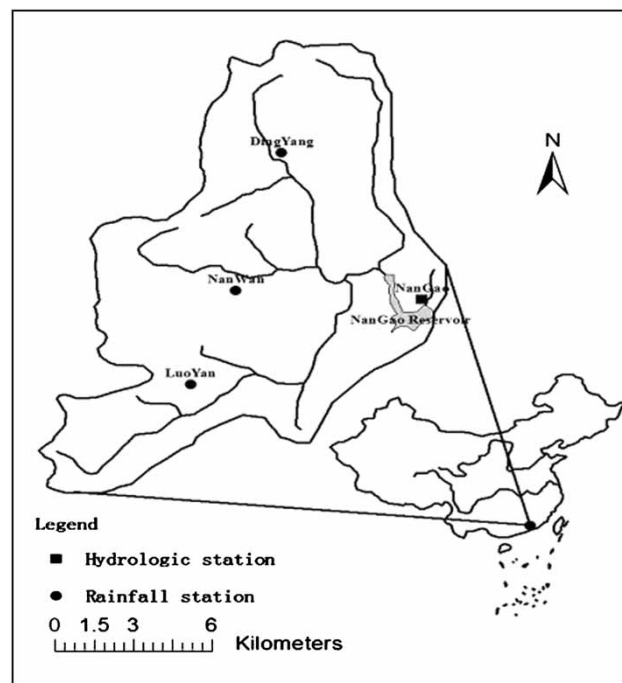 DingYang
N
NanWan
NanGao
NanGao Reservoir
LuoYan
Legend
Hydrologic station
Rainfall station
0 1.5 3 6
Kilometers